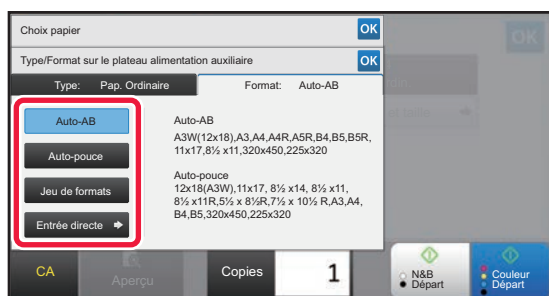 Choix papier
OK
OK
Type/Format sur le plateau alimentation auxiliaire
OK
Type: Pap. Ordinaire
Format: Auto-AB
Auto-AB
Auto-pouce
Jeu de formats
Entrée directe
Auto-AB
A3W(12x18),A3,A4,A4R,A5R,B4,B5,B5R,
11x17,8½ x11,320x450,225x320
Auto-pouce
12x18(A3W),11x17, 8½ x14, 8½ x11,
8½ x11R,5½ x 8½R,7½ x 10½ R,A3,A4,
B4,B5,320x450,225x320
CA
Aperçu
Copies
1
N&B
Départ
Couleur
Départ